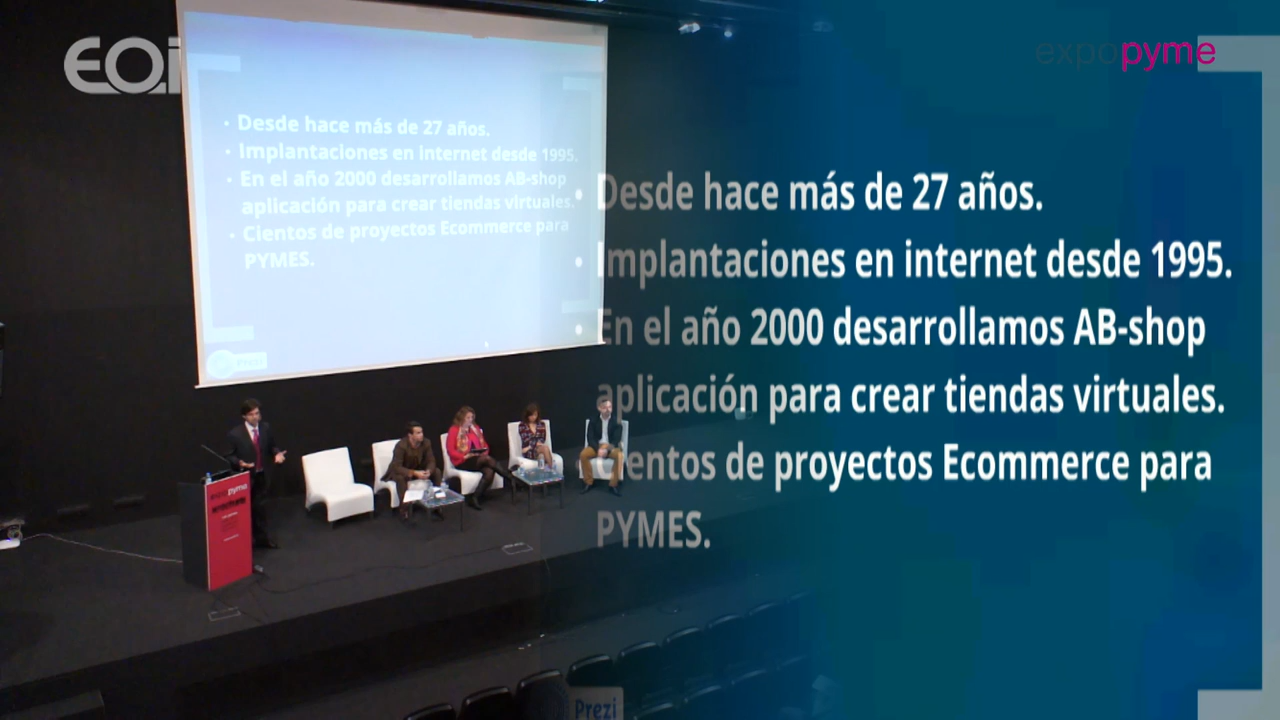 EOi
expopyme
• Desde hace más de 27 años.
• Implantaciones en internet desde 1995.
• En el año 2000 desarrollamos AB-shop
aplicación para crear tiendas virtuales.
• Cientos de proyectos Ecommerce para
PYMES.
Prezi
expopyme
• Desde hace más de 27 años.
• Implantaciones en internet desde 1995.
• En el año 2000 desarrollamos AB-shop
aplicación para crear tiendas virtuales.
• Cientos de proyectos Ecommerce para
PYMES.
Prezi